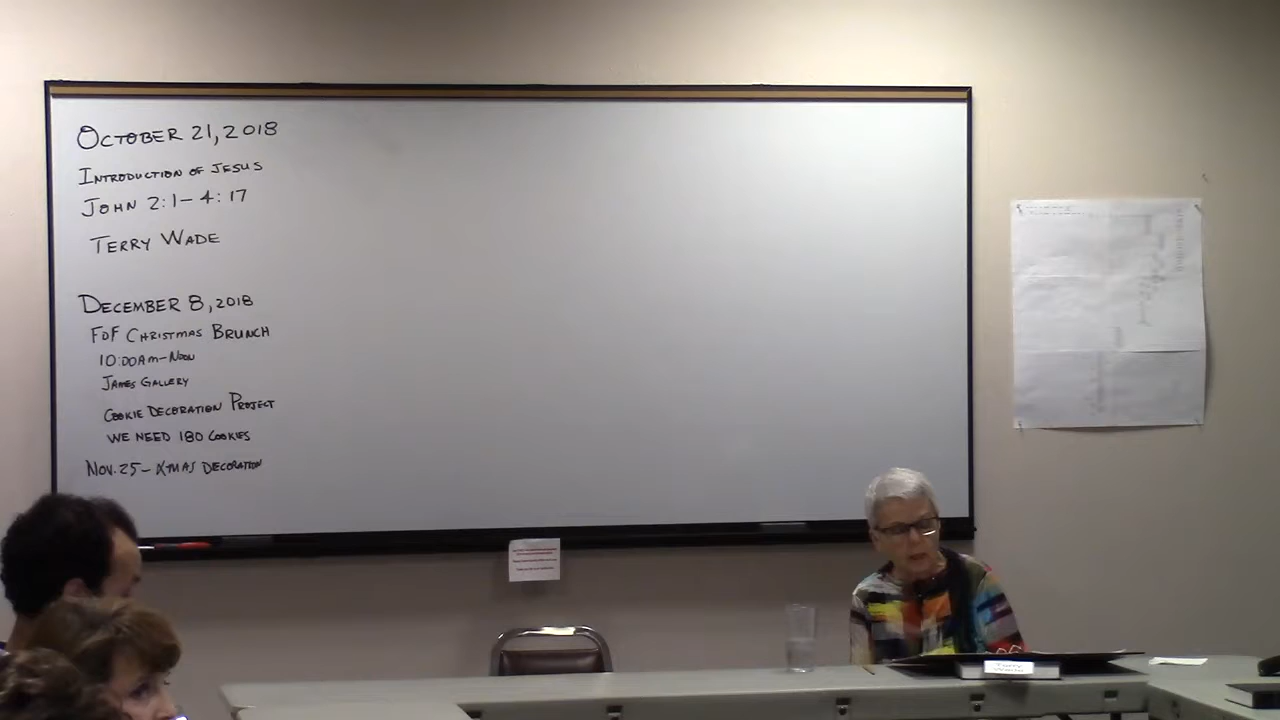 OCTOBER 21, 2018
INTRODUCTION OF JESUS
JOHN 2:1-4:17
TERRY WADE
DECEMBER 8, 2018
FOF CHRISTMAS BRUNCH
10:00AM-NOON
JAMES GALLERY
COOKIE DECORATION PROJECT
WE NEED 180 COOKIES
NOV. 25- XMAS DECORATION
Terry